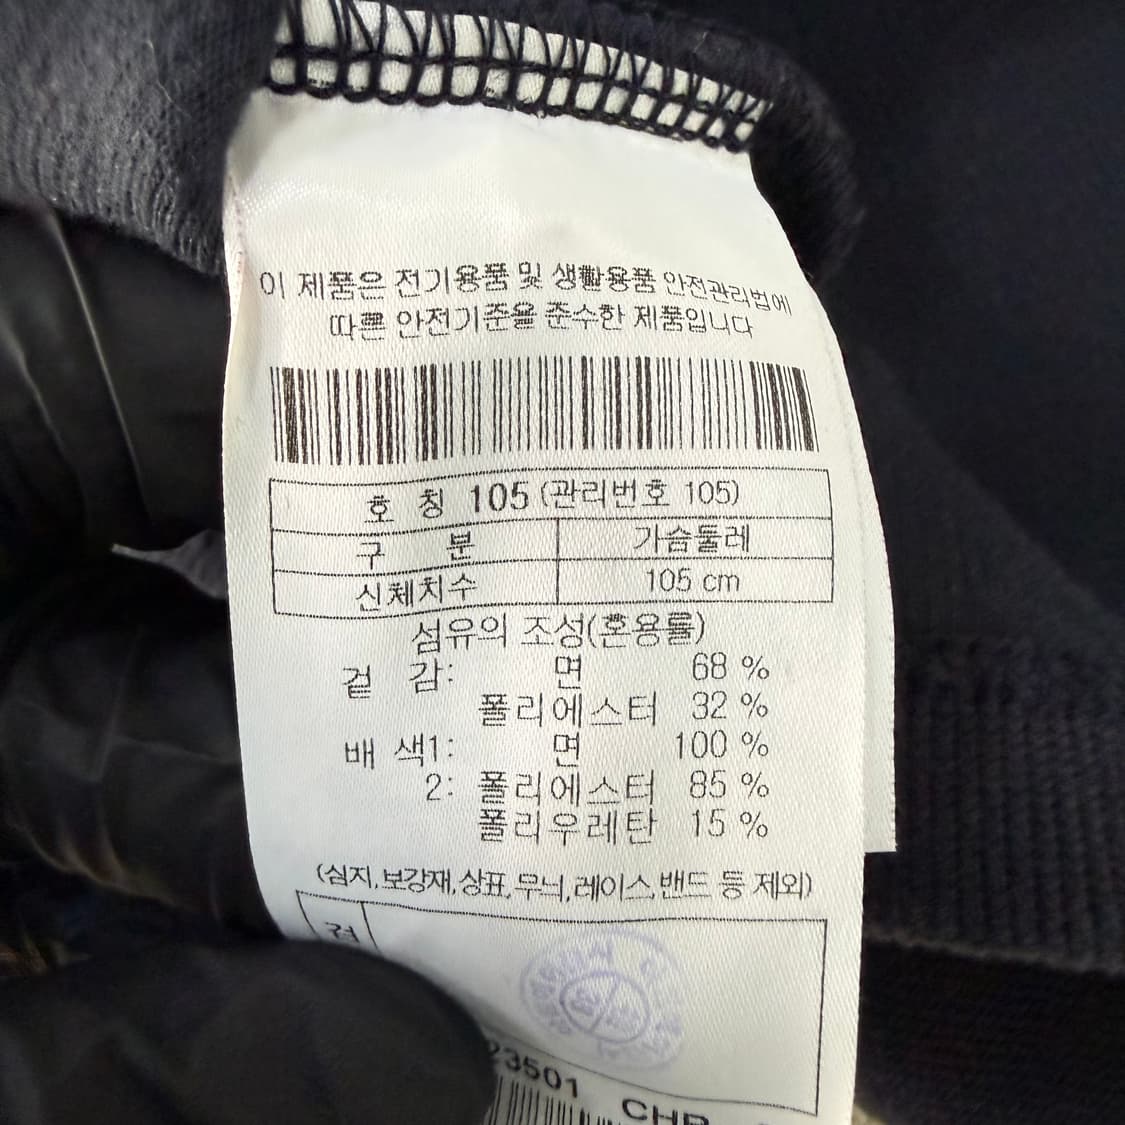 이 제품은 전기용품 및 생활용품 안전관리법에
따른 안전기준을 준수한 제품입니다
호 칭 105 (관리번호 105)
구 분 가슴둘레
신체치수 105 cm
섬유의 조성(혼용률)
겉 감: 면 68 %
폴리에스터 32 %
배 색1: 면 100 %
2: 폴리에스터 85 %
폴리우레탄 15 %
(심지,보강재,상표,무늬,레이스,밴드 등 제외)
23501